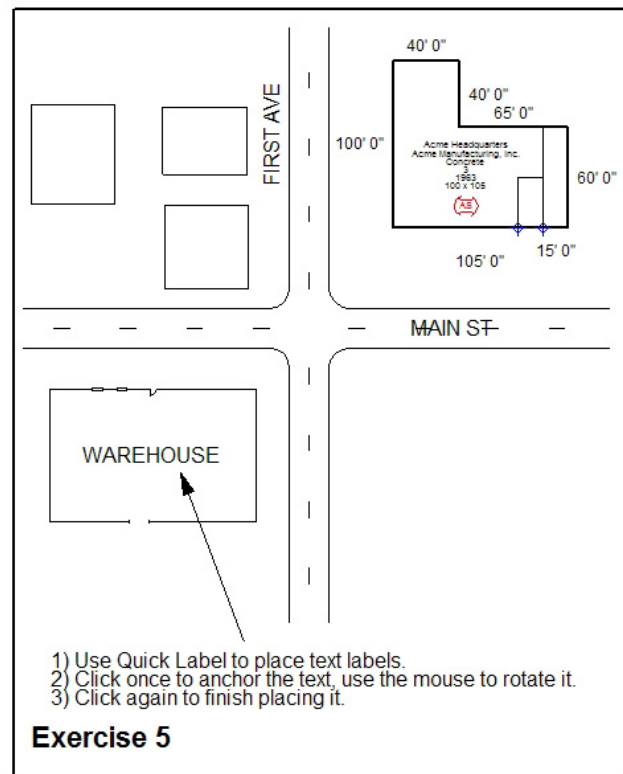 40' 0"
FIRST AVE
40' 0"
65' 0"
100' 0"
Acme Headquarters
Acme Manufacturing, Inc.
Concrete
3
1963
100 x 105
AS
60' 0"
15' 0"
105' 0"
MAIN ST
WAREHOUSE
1) Use Quick Label to place text labels.
2) Click once to anchor the text, use the mouse to rotate it.
3) Click again to finish placing it.
Exercise 5